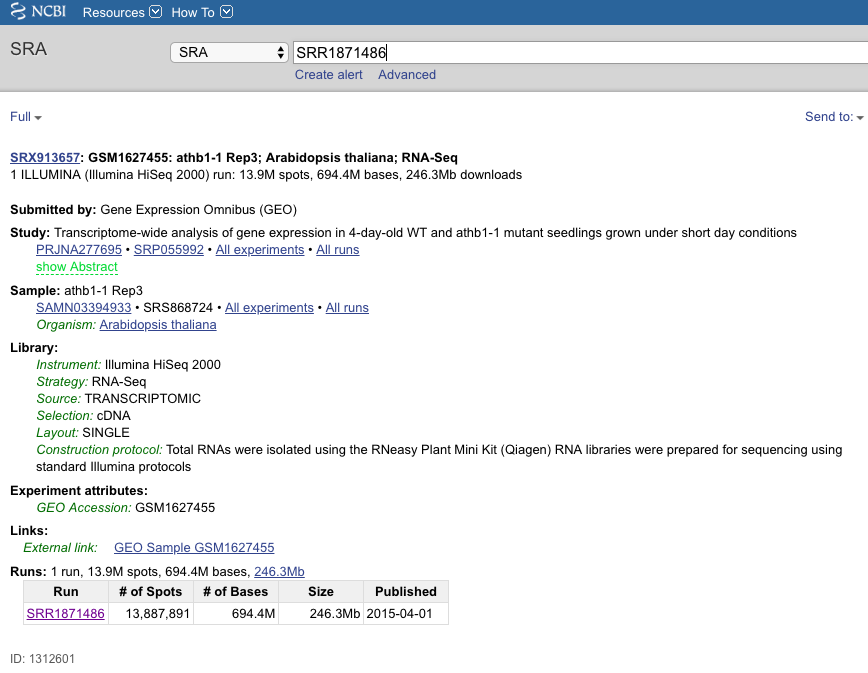 NCBI Resources How To
SRA SRA SRR1871486
Create alert Advanced
Full Send to:
SRX913657: GSM1627455: athb1-1 Rep3; Arabidopsis thaliana; RNA-Seq
1 ILLUMINA (Illumina HiSeq 2000) run: 13.9M spots, 694.4M bases, 246.3Mb downloads
Submitted by: Gene Expression Omnibus (GEO)
Study: Transcriptome-wide analysis of gene expression in 4-day-old WT and athb1-1 mutant seedlings grown under short day conditions
PRJNA277695 • SRP055992 • All experiments • All runs
show Abstract
Sample: athb1-1 Rep3
SAMN03394933 • SRS868724 • All experiments • All runs
Organism: Arabidopsis thaliana
Library:
Instrument: Illumina HiSeq 2000
Strategy: RNA-Seq
Source: TRANSCRIPTOMIC
Selection: cDNA
Layout: SINGLE
Construction protocol: Total RNAs were isolated using the RNeasy Plant Mini Kit (Qiagen) RNA libraries were prepared for sequencing using
standard Illumina protocols
Experiment attributes:
GEO Accession: GSM1627455
Links:
External link: GEO Sample GSM1627455
Runs: 1 run, 13.9M spots, 694.4M bases, 246.3Mb
Run # of Spots # of Bases Size Published
SRR1871486 13,887,891 694.4M 246.3Mb 2015-04-01
ID: 1312601